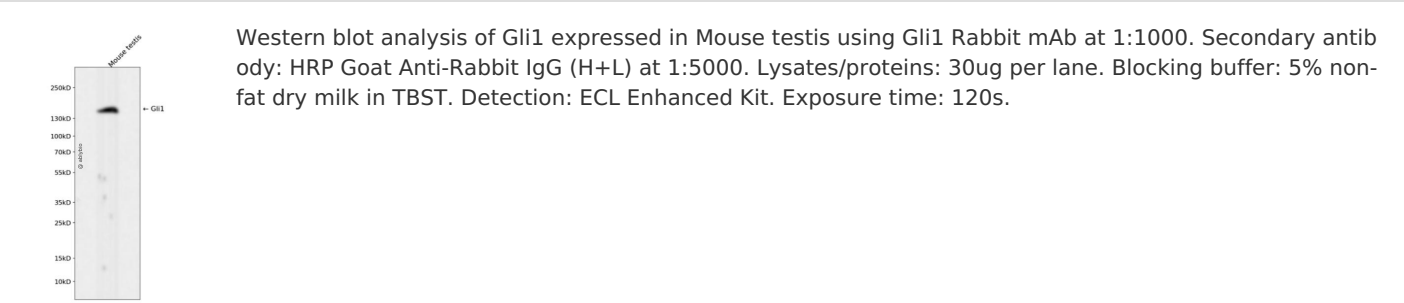 Mouse testis
Western blot analysis of Gli1 expressed in Mouse testis using Gli1 Rabbit mAb at 1:1000. Secondary antib
ody: HRP Goat Anti-Rabbit IgG (H+L) at 1:5000. Lysates/proteins: 30ug per lane. Blocking buffer: 5% non-
fat dry milk in TBST. Detection: ECL Enhanced Kit. Exposure time: 120s.
250kD
← Gli1
130kD
100kD
70kD
@ abytro
55kD
35kD
25kD
15kD
10kD